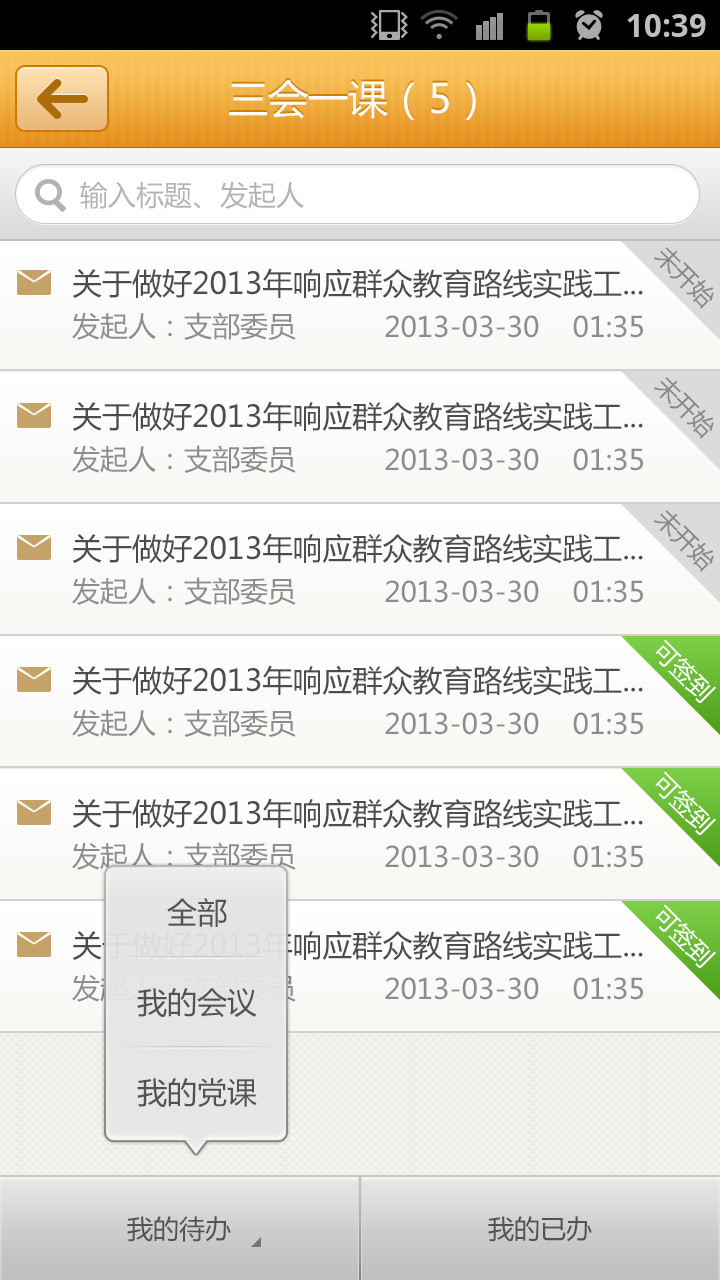 10:39
三会一课（5）
输入标题、发起人
关于做好2013年响应群众教育路线实践工...
未开始
发起人：支部委员 2013-03-30 01:35
关于做好2013年响应群众教育路线实践工...
未开始
发起人：支部委员 2013-03-30 01:35
关于做好2013年响应群众教育路线实践工...
未开始
发起人：支部委员 2013-03-30 01:35
关于做好2013年响应群众教育路线实践工...
可签到
发起人：支部委员 2013-03-30 01:35
关于做好2013年响应群众教育路线实践工...
可签到
发起人：支部委员 2013-03-30 01:35
关于做好2013年响应群众教育路线实践工...
可签到
发起人：支部委员 2013-03-30 01:35
全部
我的会议
我的党课
我的待办
我的已办